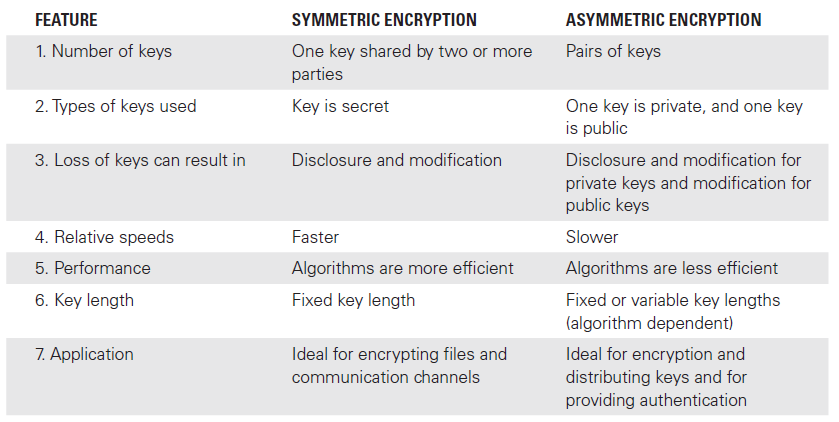 FEATURE SYMMETRIC ENCRYPTION ASYMMETRIC ENCRYPTION
1. Number of keys One key shared by two or more Pairs of keys
parties
2. Types of keys used Key is secret One key is private, and one key
is public
3. Loss of keys can result in Disclosure and modification Disclosure and modification for
private keys and modification for
public keys
4. Relative speeds Faster Slower
5. Performance Algorithms are more efficient Algorithms are less efficient
6. Key length Fixed key length Fixed or variable key lengths
(algorithm dependent)
7. Application Ideal for encrypting files and Ideal for encryption and
communication channels distributing keys and for
providing authentication